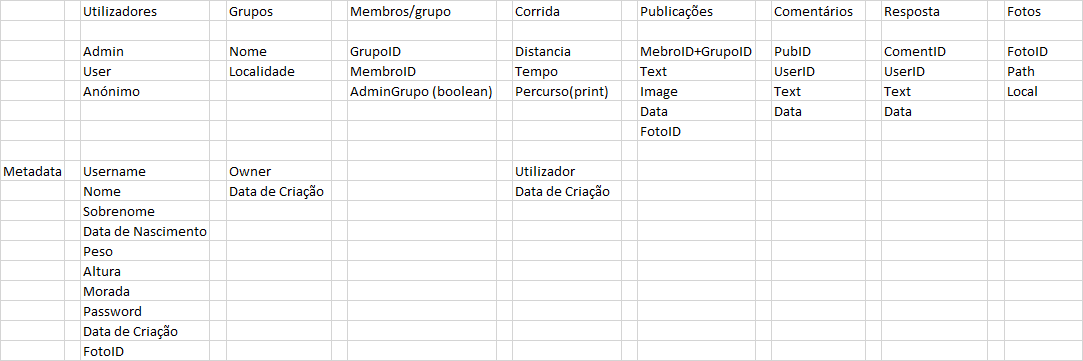 Utilizadores Grupos Membros/grupo Corrida Publicações Comentários Resposta Fotos
Admin Nome GrupoID Distancia MebroID+GrupoID PubID ComentID FotoID
User Localidade MembroID Tempo Text UserID UserID Path
Anónimo AdminGrupo (boolean) Percurso(print) Image Text Text Local
Data Data Data
FotoID
Metadata Username Owner Utilizador
Nome Data de Criação Data de Criação
Sobrenome
Data de Nascimento
Peso
Altura
Morada
Password
Data de Criação
FotoID